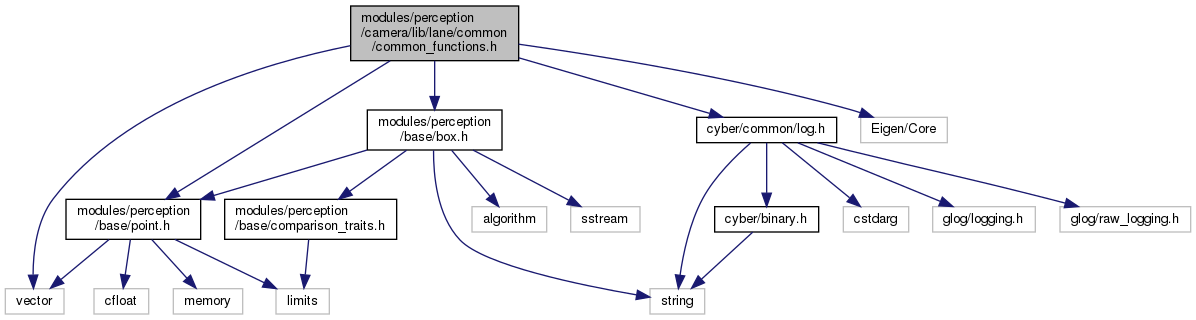 modules/perception
/camera/lib/lane/common
/common_functions.h
modules/perception
/base/box.h
cyber/common/log.h
Eigen/Core
modules/perception
/base/point.h
modules/perception
/base/comparison_traits.h
algorithm
sstream
cyber/binary.h
cstdarg
glog/logging.h
glog/raw_logging.h
vector
cfloat
memory
limits
string